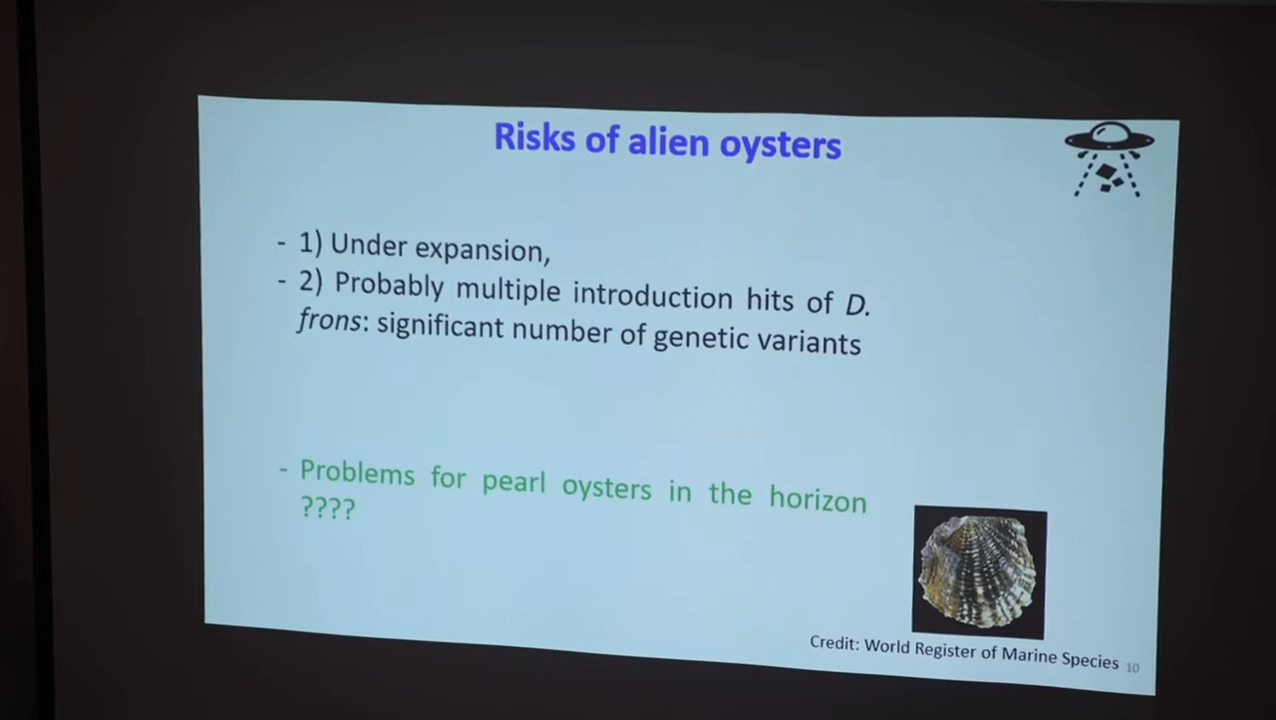 Risks of alien oysters
- 1) Under expansion,
- 2) Probably multiple introduction hits of D.
frons: significant number of genetic variants
- Problems for pearl oysters in the horizon
????
Credit: World Register of Marine Species 10